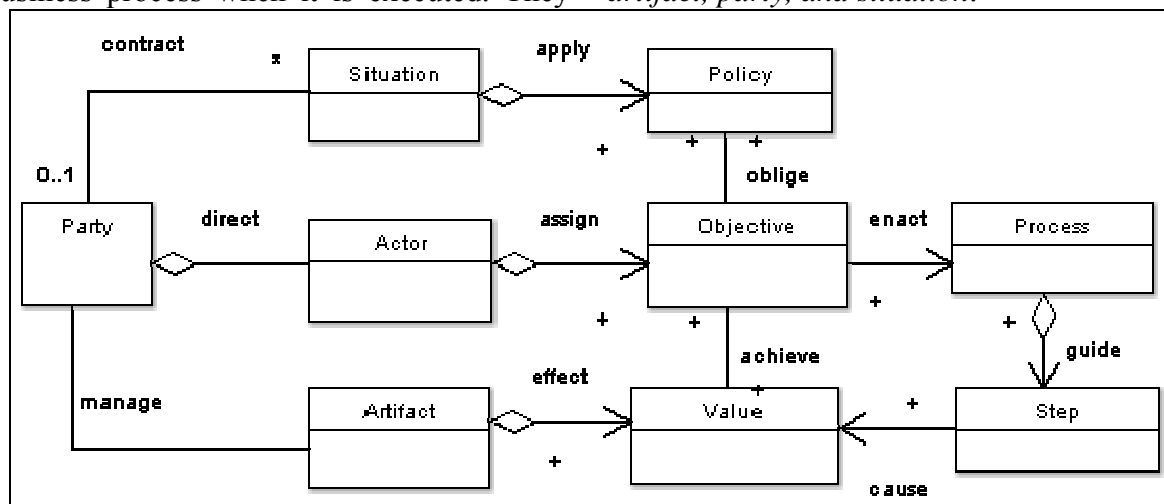 business process when it is executed. They artifact, party, and situation.
contract
* Situation apply Policy
+ + +
0..1 oblige
Party direct Actor assign Objective enact Process
+ + + +
manage Artifact effect achieve guide
+ Value + + Step
cause